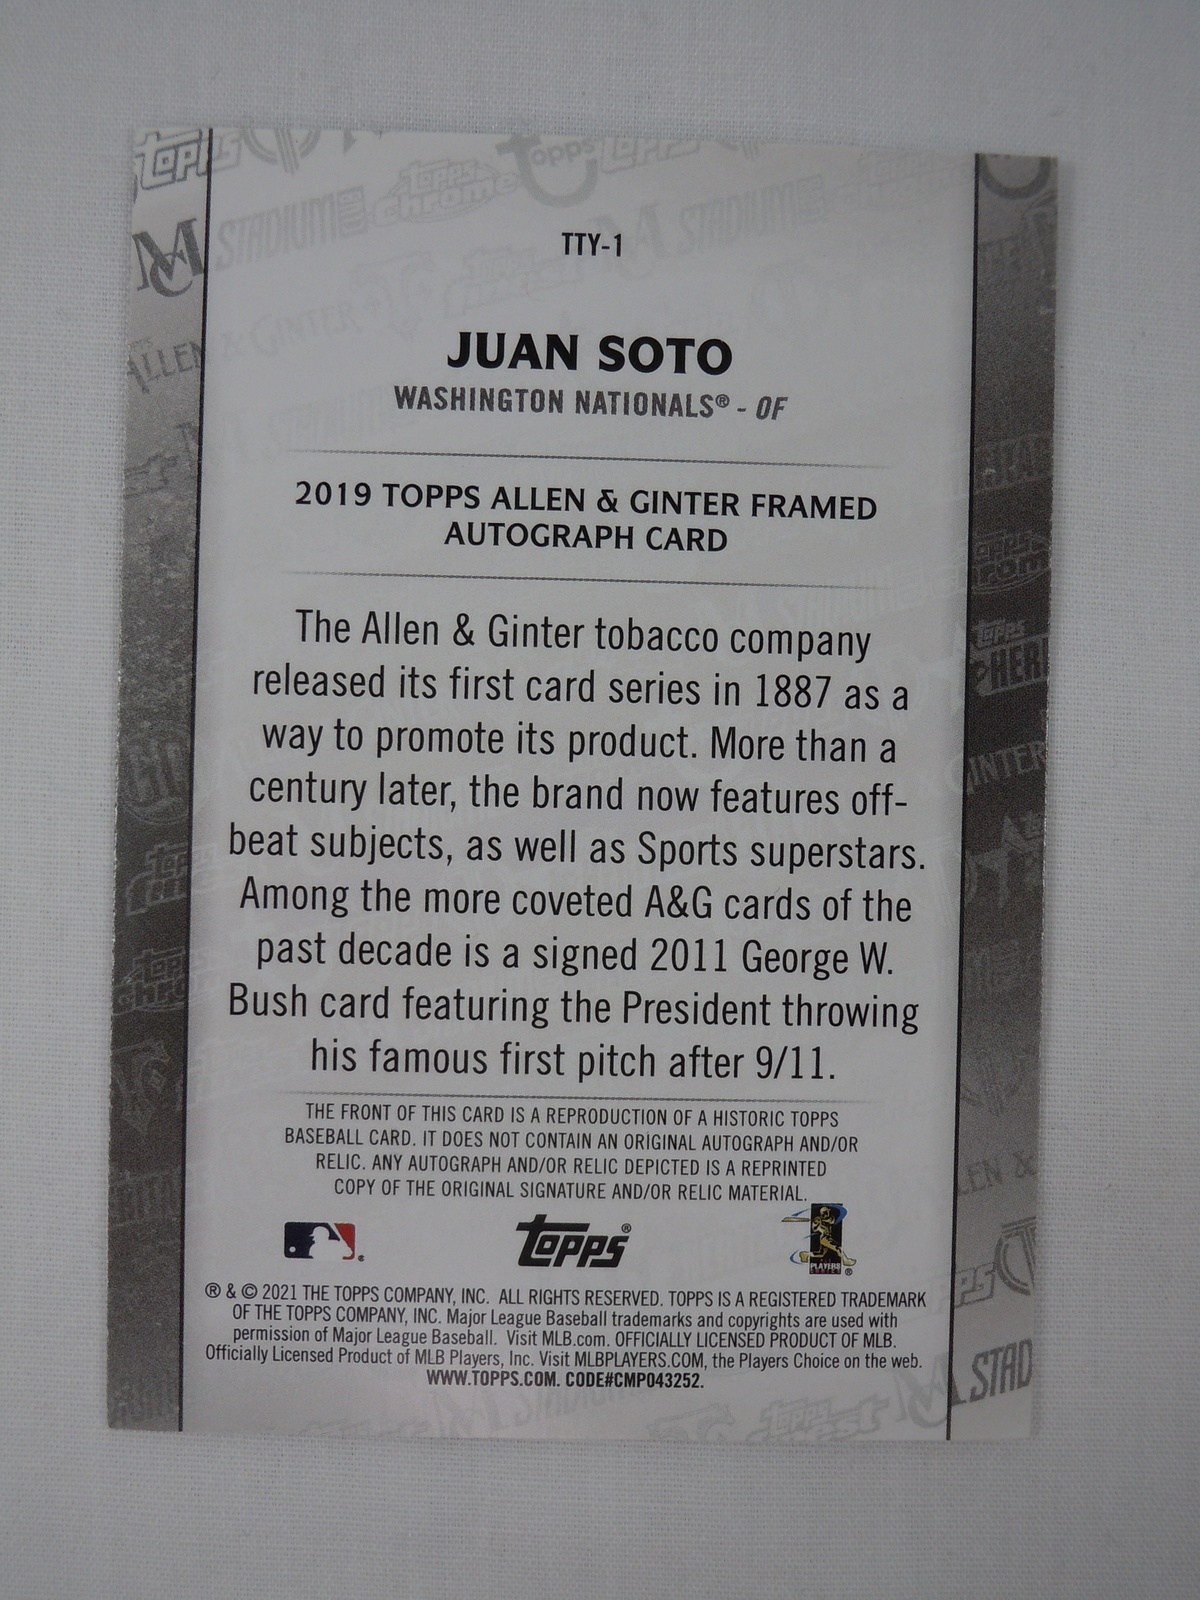 TTY-1
JUAN SOTO
WASHINGTON NATIONALS® - OF
2019 TOPPS ALLEN & GINTER FRAMED
AUTOGRAPH CARD
The Allen & Ginter tobacco company
released its first card series in 1887 as a
way to promote its product. More than a
century later, the brand now features off-
beat subjects, as well as Sports superstars.
Among the more coveted A&G cards of the
past decade is a signed 2011 George W.
Bush card featuring the President throwing
his famous first pitch after 9/11.
THE FRONT OF THIS CARD IS A REPRODUCTION OF A HISTORIC TOPPS
BASEBALL CARD. IT DOES NOT CONTAIN AN ORIGINAL AUTOGRAPH AND/OR
RELIC. ANY AUTOGRAPH AND/OR RELIC DEPICTED IS A REPRINTED
COPY OF THE ORIGINAL SIGNATURE AND/OR RELIC MATERIAL.
Topps®
PLAYERS
® & © 2021 THE TOPPS COMPANY, INC. ALL RIGHTS RESERVED. TOPPS IS A REGISTERED TRADEMARK
OF THE TOPPS COMPANY, INC. Major League Baseball trademarks and copyrights are used with
permission of Major League Baseball. Visit MLB.com. OFFICIALLY LICENSED PRODUCT OF MLB.
Officially Licensed Product of MLB Players, Inc. Visit MLBPLAYERS.COM, the Players Choice on the web.
WWW.TOPPS.COM. CODE#CMP043252.